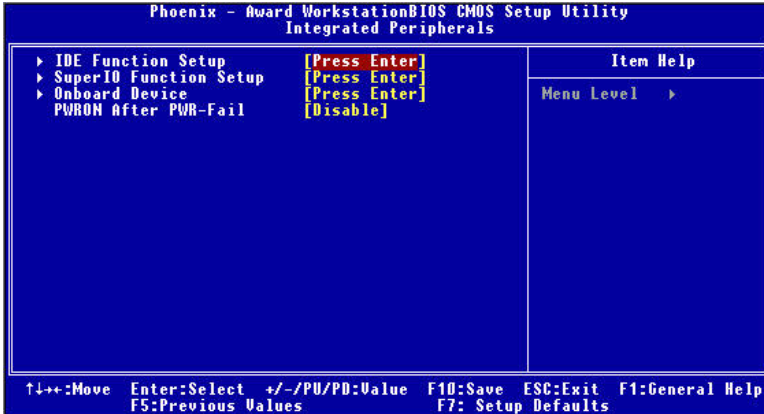 Phoenix - Award WorkstationBIOS CMOS Setup Utility
Integrated Peripherals
▸ IDE Function Setup [Press Enter]
▸ SuperIO Function Setup [Press Enter]
▸ Onboard Device [Press Enter]
PWRON After PWR-Fail [Disable]
Item Help
Menu Level ▸
↑↓→←:Move Enter:Select +/-/PU/PD:Value F10:Save ESC:Exit F1:General Help
F5:Previous Values F7: Setup Defaults